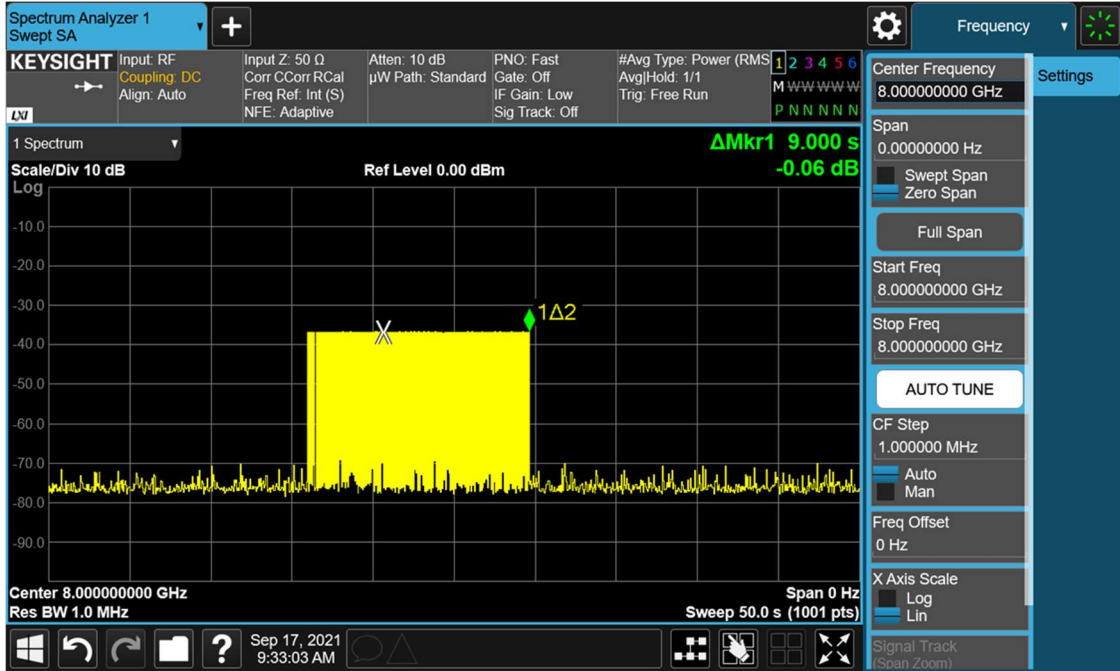 Spectrum Analyzer 1
Swept SA
Frequency
KEYSIGHT
LXI
Input: RF
Coupling: DC
Align: Auto
Input Z: 50 Ω
Corr CCorr RCal
Freq Ref: Int (S)
NFE: Adaptive
Atten: 10 dB
µW Path: Standard
PNO: Fast
Gate: Off
IF Gain: Low
Sig Track: Off
#Avg Type: Power (RMS
Avg|Hold: 1/1
Trig: Free Run
1 2 3 4 5 6
M W W W W W
P N N N N N
1 Spectrum
Scale/Div 10 dB
Ref Level 0.00 dBm
ΔMkr1 9.000 s
-0.06 dB
Log
-10.0
-20.0
-30.0
-40.0
-50.0
-60.0
-70.0
-80.0
-90.0
X
1Δ2
Center 8.000000000 GHz
Res BW 1.0 MHz
Span 0 Hz
Sweep 50.0 s (1001 pts)
Sep 17, 2021
9:33:03 AM
?
Center Frequency
8.000000000 GHz
Span
0.00000000 Hz
Swept Span
Zero Span
Full Span
Start Freq
8.000000000 GHz
Stop Freq
8.000000000 GHz
AUTO TUNE
CF Step
1.000000 MHz
Auto
Man
Freq Offset
0 Hz
X Axis Scale
Log
Lin
Signal Track
(Span Zoom)
Settings